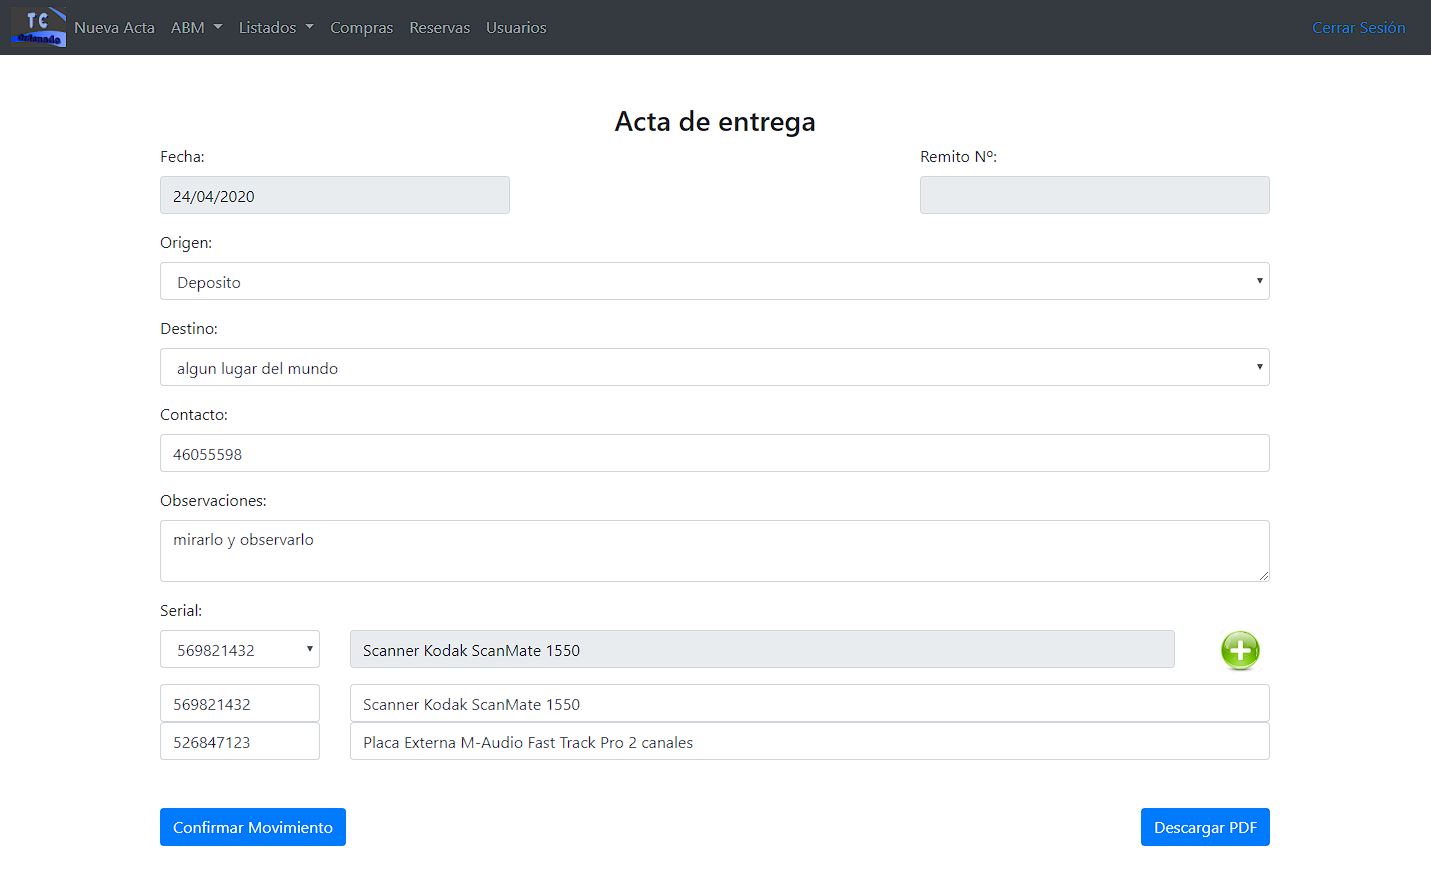 TC
Nueva Acta ABM Listados Compras Reservas Usuarios Cerrar Sesión
Acta de entrega
Fecha: Remito Nº:
24/04/2020
Origen:
Deposito
Destino:
algun lugar del mundo
Contacto:
46055598
Observaciones:
mirarlo y observarlo
Serial:
569821432 Scanner Kodak ScanMate 1550
569821432 Scanner Kodak ScanMate 1550
526847123 Placa Externa M-Audio Fast Track Pro 2 canales
Confirmar Movimiento Descargar PDF